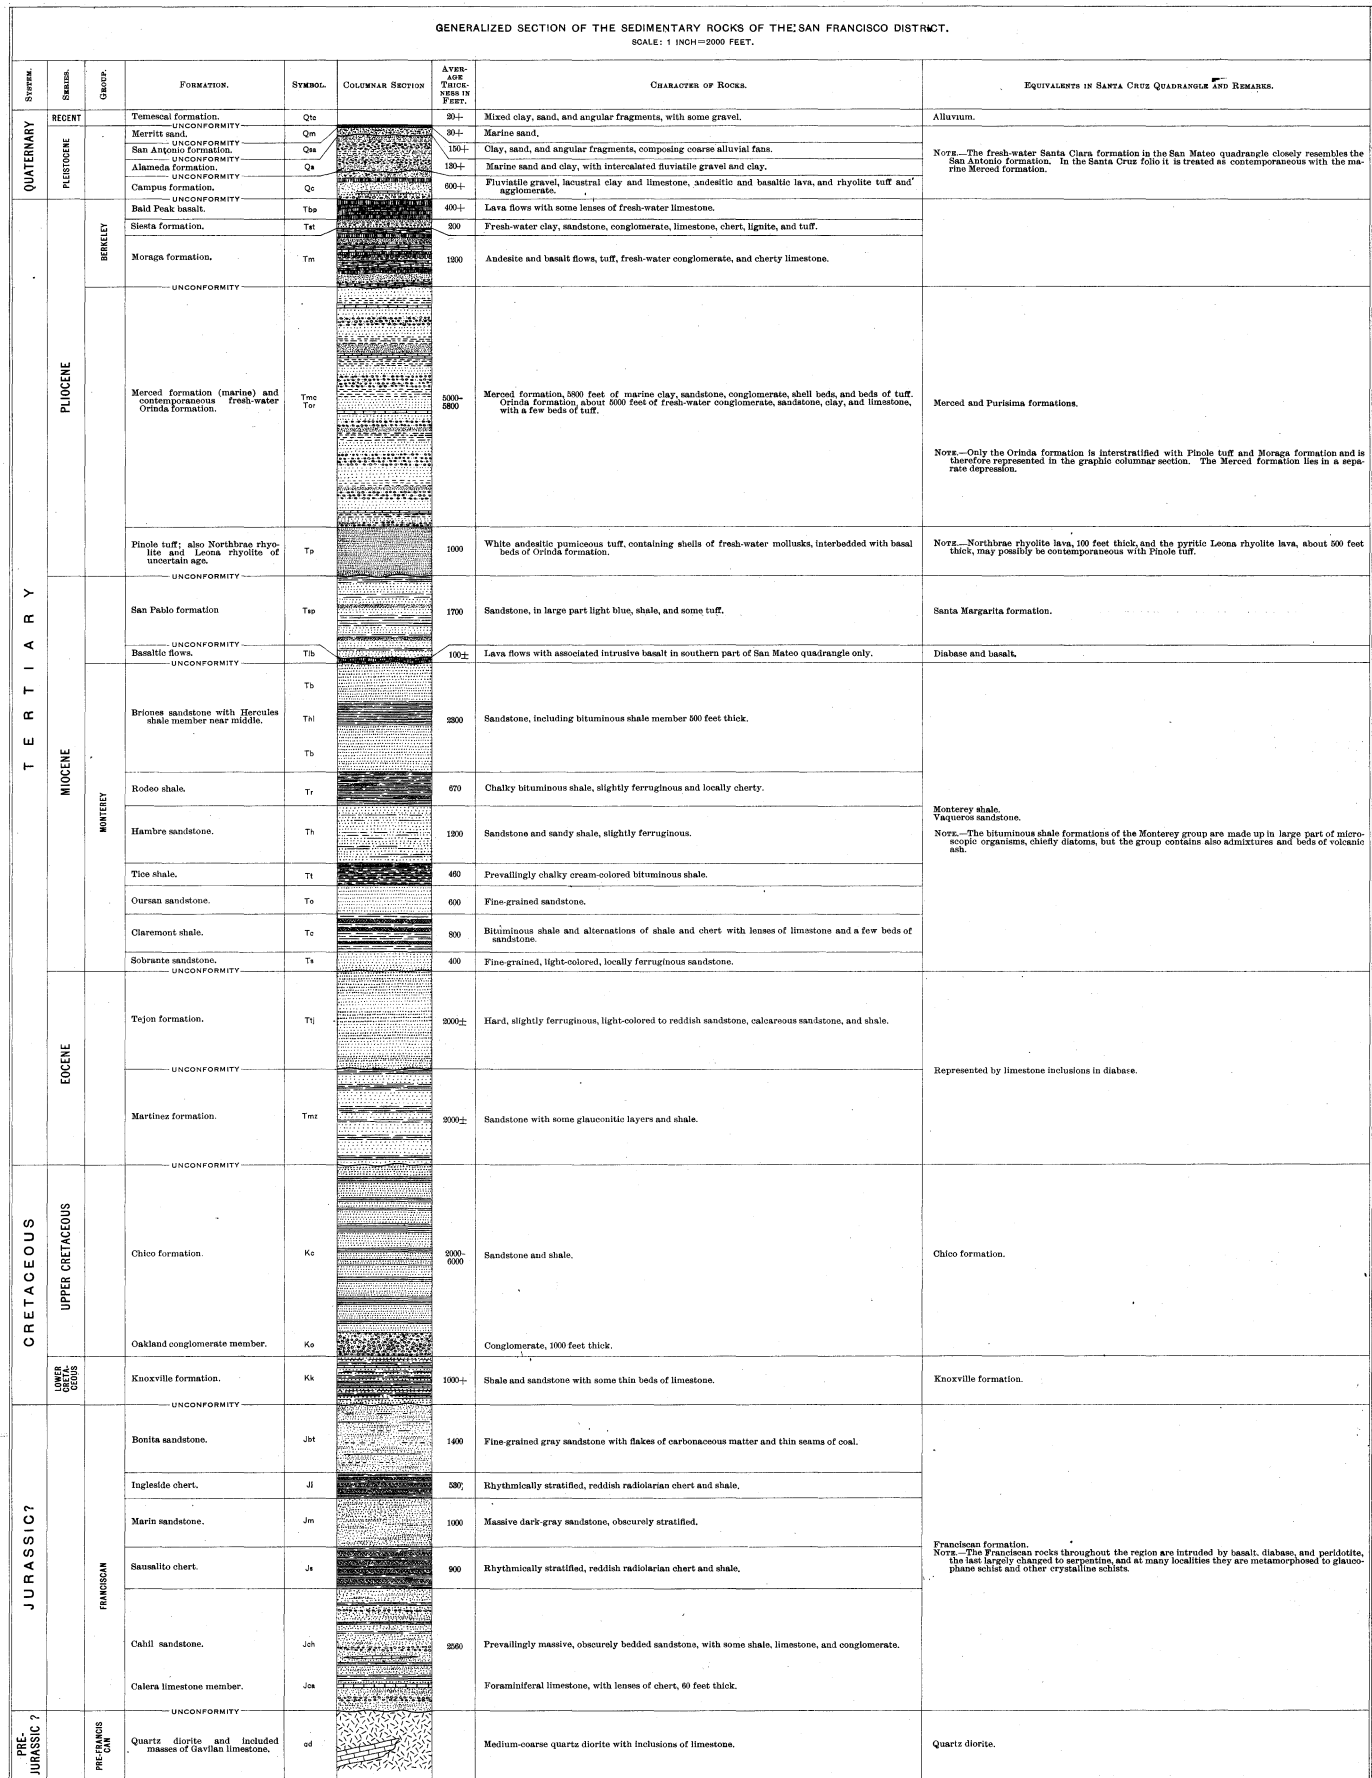 GENERALIZED SECTION OF THE SEDIMENTARY ROCKS OF THE SAN FRANCISCO DISTRICT.
SCALE: 1 INCH=2000 FEET.
SYSTEM.
SERIES.
GROUP.
FORMATION.
SYMBOL.
COLUMNAR SECTION
AVER-
AGE
THICK-
NESS IN
FEET.
CHARACTER OF ROCKS.
EQUIVALENTS IN SANTA CRUZ QUADRANGLE AND REMARKS.
QUATERNARY
RECENT
Temescal formation.
Qtc
20+
Mixed clay, sand, and angular fragments, with some gravel.
Alluvium.
UNCONFORMITY
PLEISTOCENE
Merritt sand.
Qm
30+
Marine sand.
UNCONFORMITY
San Antonio formation.
Qsa
150+
Clay, sand, and angular fragments, composing coarse alluvial fans.
NOTE.—The fresh-water Santa Clara formation in the San Mateo quadrangle closely resembles the
San Antonio formation. In the Santa Cruz folio it is treated as contemporaneous with the ma-
rine Merced formation.
UNCONFORMITY
Alameda formation.
Qa
130+
Marine sand and clay, with intercalated fluviatile gravel and clay.
UNCONFORMITY
Campus formation.
Qc
600+
Fluviatile gravel, lacustral clay and limestone, andesitic and basaltic lava, and rhyolite tuff and
agglomerate.
UNCONFORMITY
TERTIARY
PLIOCENE
BERKELEY
Bald Peak basalt.
Tbp
400+
Lava flows with some lenses of fresh-water limestone.
Siesta formation.
Tst
200
Fresh-water clay, sandstone, conglomerate, limestone, chert, lignite, and tuff.
Moraga formation.
Tm
1200
Andesite and basalt flows, tuff, fresh-water conglomerate, and cherty limestone.
UNCONFORMITY
Merced formation (marine) and
contemporaneous fresh-water
Orinda formation.
Tmc
Tor
5000-
5800
Merced formation, 5800 feet of marine clay, sandstone, conglomerate, shell beds, and beds of tuff.
Orinda formation, about 5000 feet of fresh-water conglomerate, sandstone, clay, and limestone,
with a few beds of tuff.
Merced and Purisima formations.
NOTE.—Only the Orinda formation is interstratified with Pinole tuff and Moraga formation and is
therefore represented in the graphic columnar section. The Merced formation lies in a sepa-
rate depression.
Pinole tuff; also Northbrae rhyo-
lite and Leona rhyolite of
uncertain age.
Tp
1000
White andesitic pumiceous tuff, containing shells of fresh-water mollusks, interbedded with basal
beds of Orinda formation.
NOTE.—Northbrae rhyolite lava, 100 feet thick, and the pyritic Leona rhyolite lava, about 500 feet
thick, may possibly be contemporaneous with Pinole tuff.
UNCONFORMITY
MIOCENE
San Pablo formation
Tsp
1700
Sandstone, in large part light blue, shale, and some tuff.
Santa Margarita formation.
UNCONFORMITY
Basaltic flows.
Tlb
100±
Lava flows with associated intrusive basalt in southern part of San Mateo quadrangle only.
Diabase and basalt.
UNCONFORMITY
MONTEREY
Tb
Briones sandstone with Hercules
shale member near middle.
Thl
2300
Sandstone, including bituminous shale member 500 feet thick.
Tb
Rodeo shale.
Tr
670
Chalky bituminous shale, slightly ferruginous and locally cherty.
Monterey shale.
Vaqueros sandstone.
Hambre sandstone.
Th
1200
Sandstone and sandy shale, slightly ferruginous.
NOTE.—The bituminous shale formations of the Monterey group are made up in large part of micro-
scopic organisms, chiefly diatoms, but the group contains also admixtures and beds of volcanic
ash.
Tice shale.
Tt
460
Prevailingly chalky cream-colored bituminous shale.
Oursan sandstone.
To
600
Fine-grained sandstone.
Claremont shale.
Tc
800
Bituminous shale and alternations of shale and chert with lenses of limestone and a few beds of
sandstone.
Sobrante sandstone.
Ts
400
Fine-grained, light-colored, locally ferruginous sandstone.
UNCONFORMITY
EOCENE
Tejon formation.
Ttj
2000±
Hard, slightly ferruginous, light-colored to reddish sandstone, calcareous sandstone, and shale.
UNCONFORMITY
Represented by limestone inclusions in diabase.
Martinez formation.
Tmz
2000±
Sandstone with some glauconitic layers and shale.
UNCONFORMITY
CRETACEOUS
UPPER CRETACEOUS
Chico formation.
Kc
2000-
6000
Sandstone and shale.
Chico formation.
Oakland conglomerate member.
Ko
Conglomerate, 1000 feet thick.
LOWER
CRETA-
CEOUS
Knoxville formation.
Kk
1000+
Shale and sandstone with some thin beds of limestone.
Knoxville formation.
UNCONFORMITY
JURASSIC?
FRANCISCAN
Bonita sandstone.
Jbt
1400
Fine-grained gray sandstone with flakes of carbonaceous matter and thin seams of coal.
Ingleside chert.
Ji
530
Rhythmically stratified, reddish radiolarian chert and shale.
Marin sandstone.
Jm
1000
Massive dark-gray sandstone, obscurely stratified.
Franciscan formation.
NOTE.—The Franciscan rocks throughout the region are intruded by basalt, diabase, and peridotite,
the last largely changed to serpentine, and at many localities they are metamorphosed to glauco-
phane schist and other crystalline schists.
Sausalito chert.
Js
900
Rhythmically stratified, reddish radiolarian chert and shale.
Cahil sandstone.
Jch
2560
Prevailingly massive, obscurely bedded sandstone, with some shale, limestone, and conglomerate.
Calera limestone member.
Jca
Foraminiferal limestone, with lenses of chert, 60 feet thick.
UNCONFORMITY
PRE-
JURASSIC ?
PRE-FRANCIS
CAN
Quartz diorite and included
masses of Gavilan limestone.
qd
Medium-coarse quartz diorite with inclusions of limestone.
Quartz diorite.